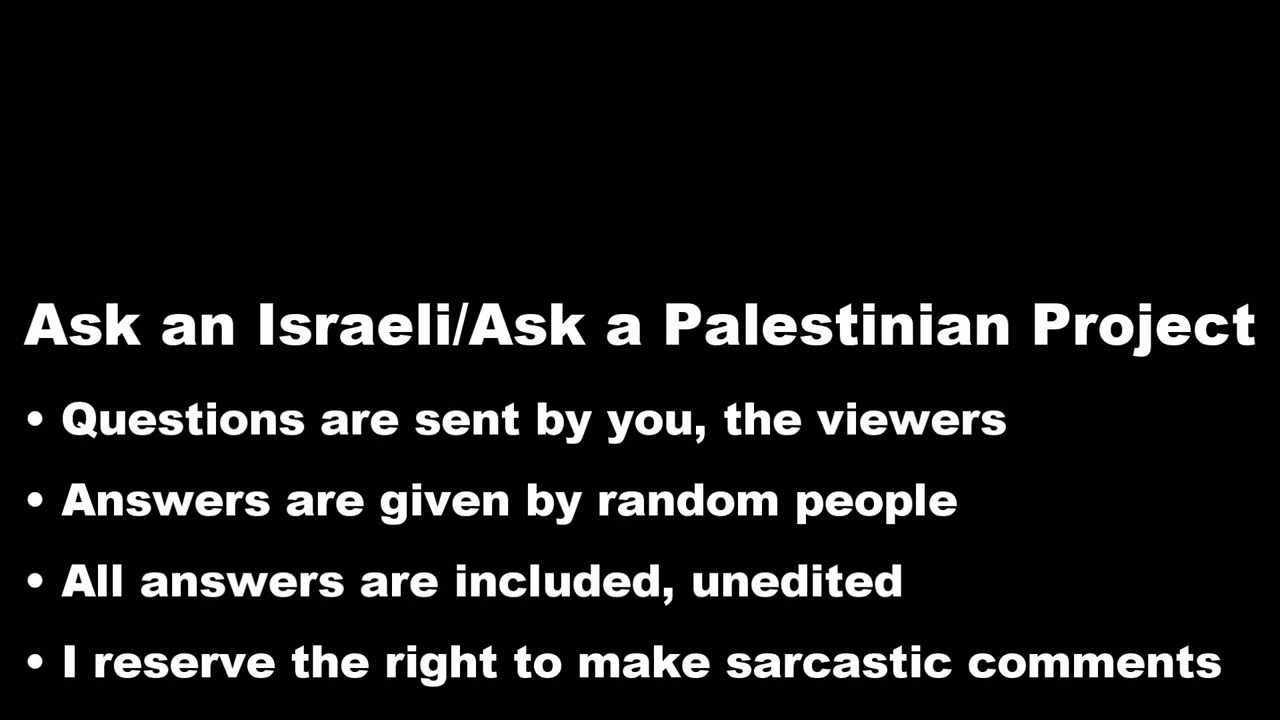 Ask an Israeli/Ask a Palestinian Project
• Questions are sent by you, the viewers
• Answers are given by random people
• All answers are included, unedited
• I reserve the right to make sarcastic comments